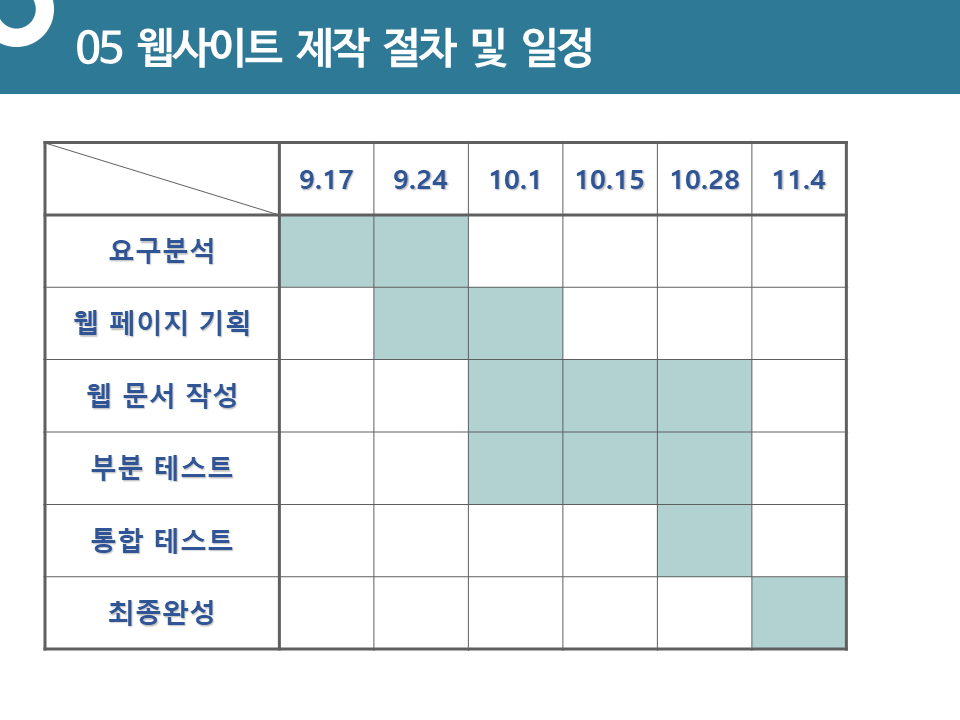 05 웹사이트 제작 절차 및 일정
9.17 9.24 10.1 10.15 10.28 11.4
요구분석
웹 페이지 기획
웹 문서 작성
부분 테스트
통합 테스트
최종완성